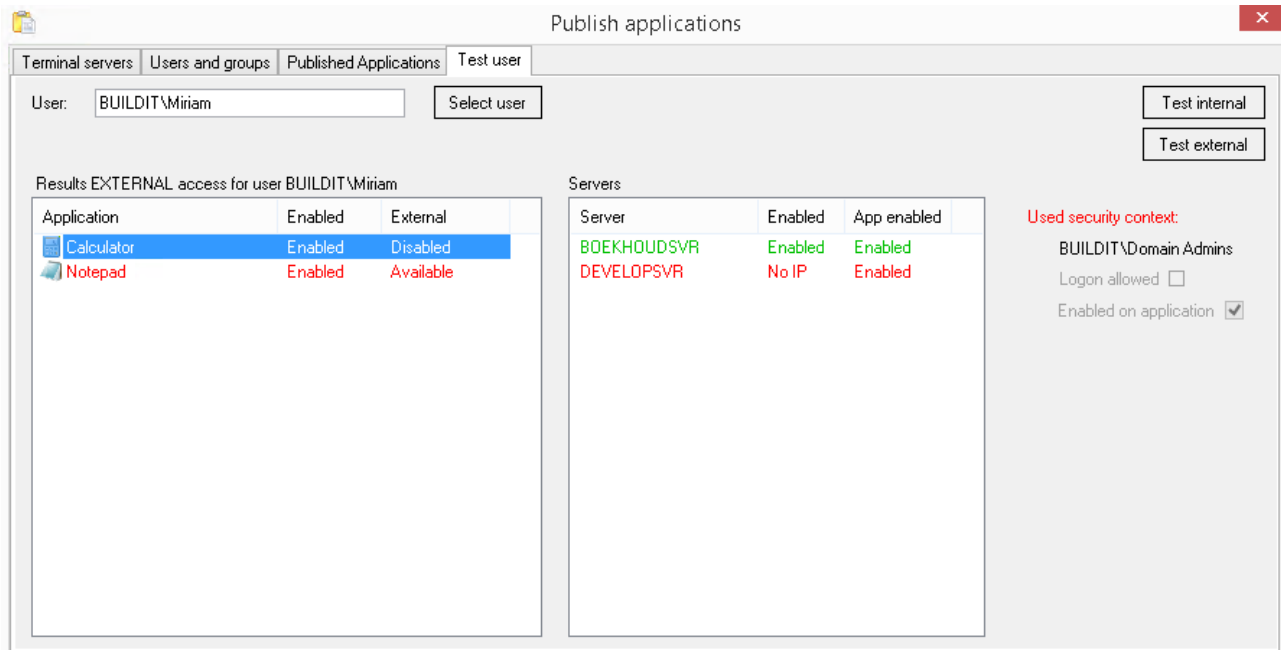 Publish applications
Terminal servers Users and groups Published Applications Test user
User: BUILDIT\Miriam Select user Test internal
Test external
Results EXTERNAL access for user BUILDIT\Miriam
Application Enabled External
Calculator Enabled Disabled
Notepad Enabled Available
Servers
Server Enabled App enabled
BOEKHOUDSVR Enabled Enabled
DEVELOPSVR No IP Enabled
Used security context:
BUILDIT\Domain Admins
Logon allowed
Enabled on application